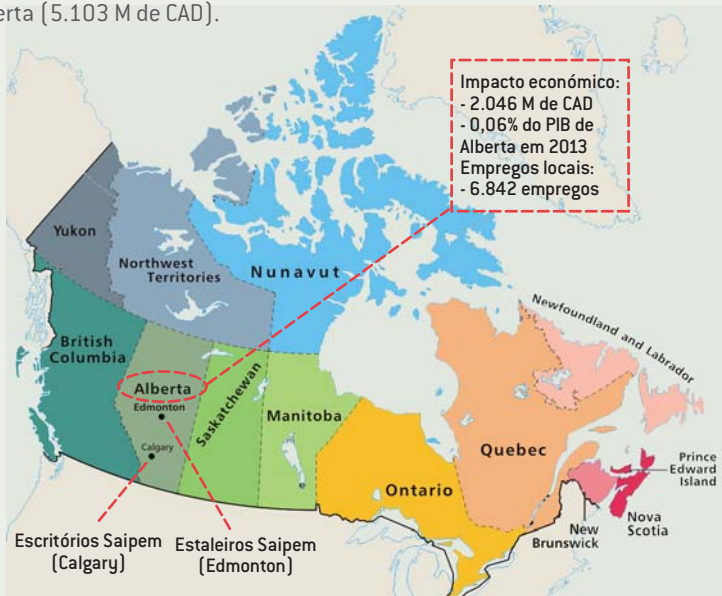 erta (5.103 M de CAD).
Impacto económico:
- 2.046 M de CAD
- 0,06% do PIB de
Alberta em 2013
Empregos locais:
- 6.842 empregos
Yukon
Northwest
Territories
Nunavut
British
Columbia
Alberta
Edmonton
Calgary
Saskatchewan
Manitoba
Ontario
Quebec
Newfoundland and Labrador
Prince
Edward
Island
Nova
Scotia
New
Brunswick
Escritórios Saipem
(Calgary)
Estaleiros Saipem
(Edmonton)